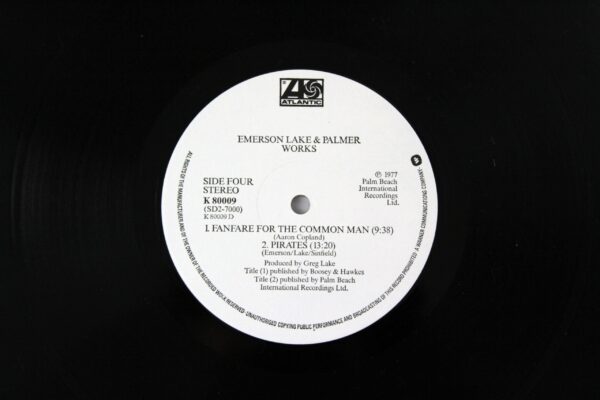 ATLANTIC
EMERSON LAKE & PALMER
WORKS
SIDE FOUR
STEREO
K 80009
(SD2-7000)
K 80009 D
℗ 1977
Palm Beach
International
Recordings
Ltd.
1. FANFARE FOR THE COMMON MAN (9:38)
(Aaron Copland)
2. PIRATES (13:20)
(Emerson/Lake/Sinfield)
Produced by Greg Lake
Title (1) published by Boosey & Hawkes
Title (2) published by Palm Beach
International Recordings Ltd.
ALL RIGHTS OF THE MANUFACTURER AND OF THE OWNER OF THE RECORDED WORK RESERVED. UNAUTHORISED COPYING PUBLIC PERFORMANCE AND BROADCASTING OF THIS RECORD PROHIBITED. A WARNER COMMUNICATIONS COMPANY